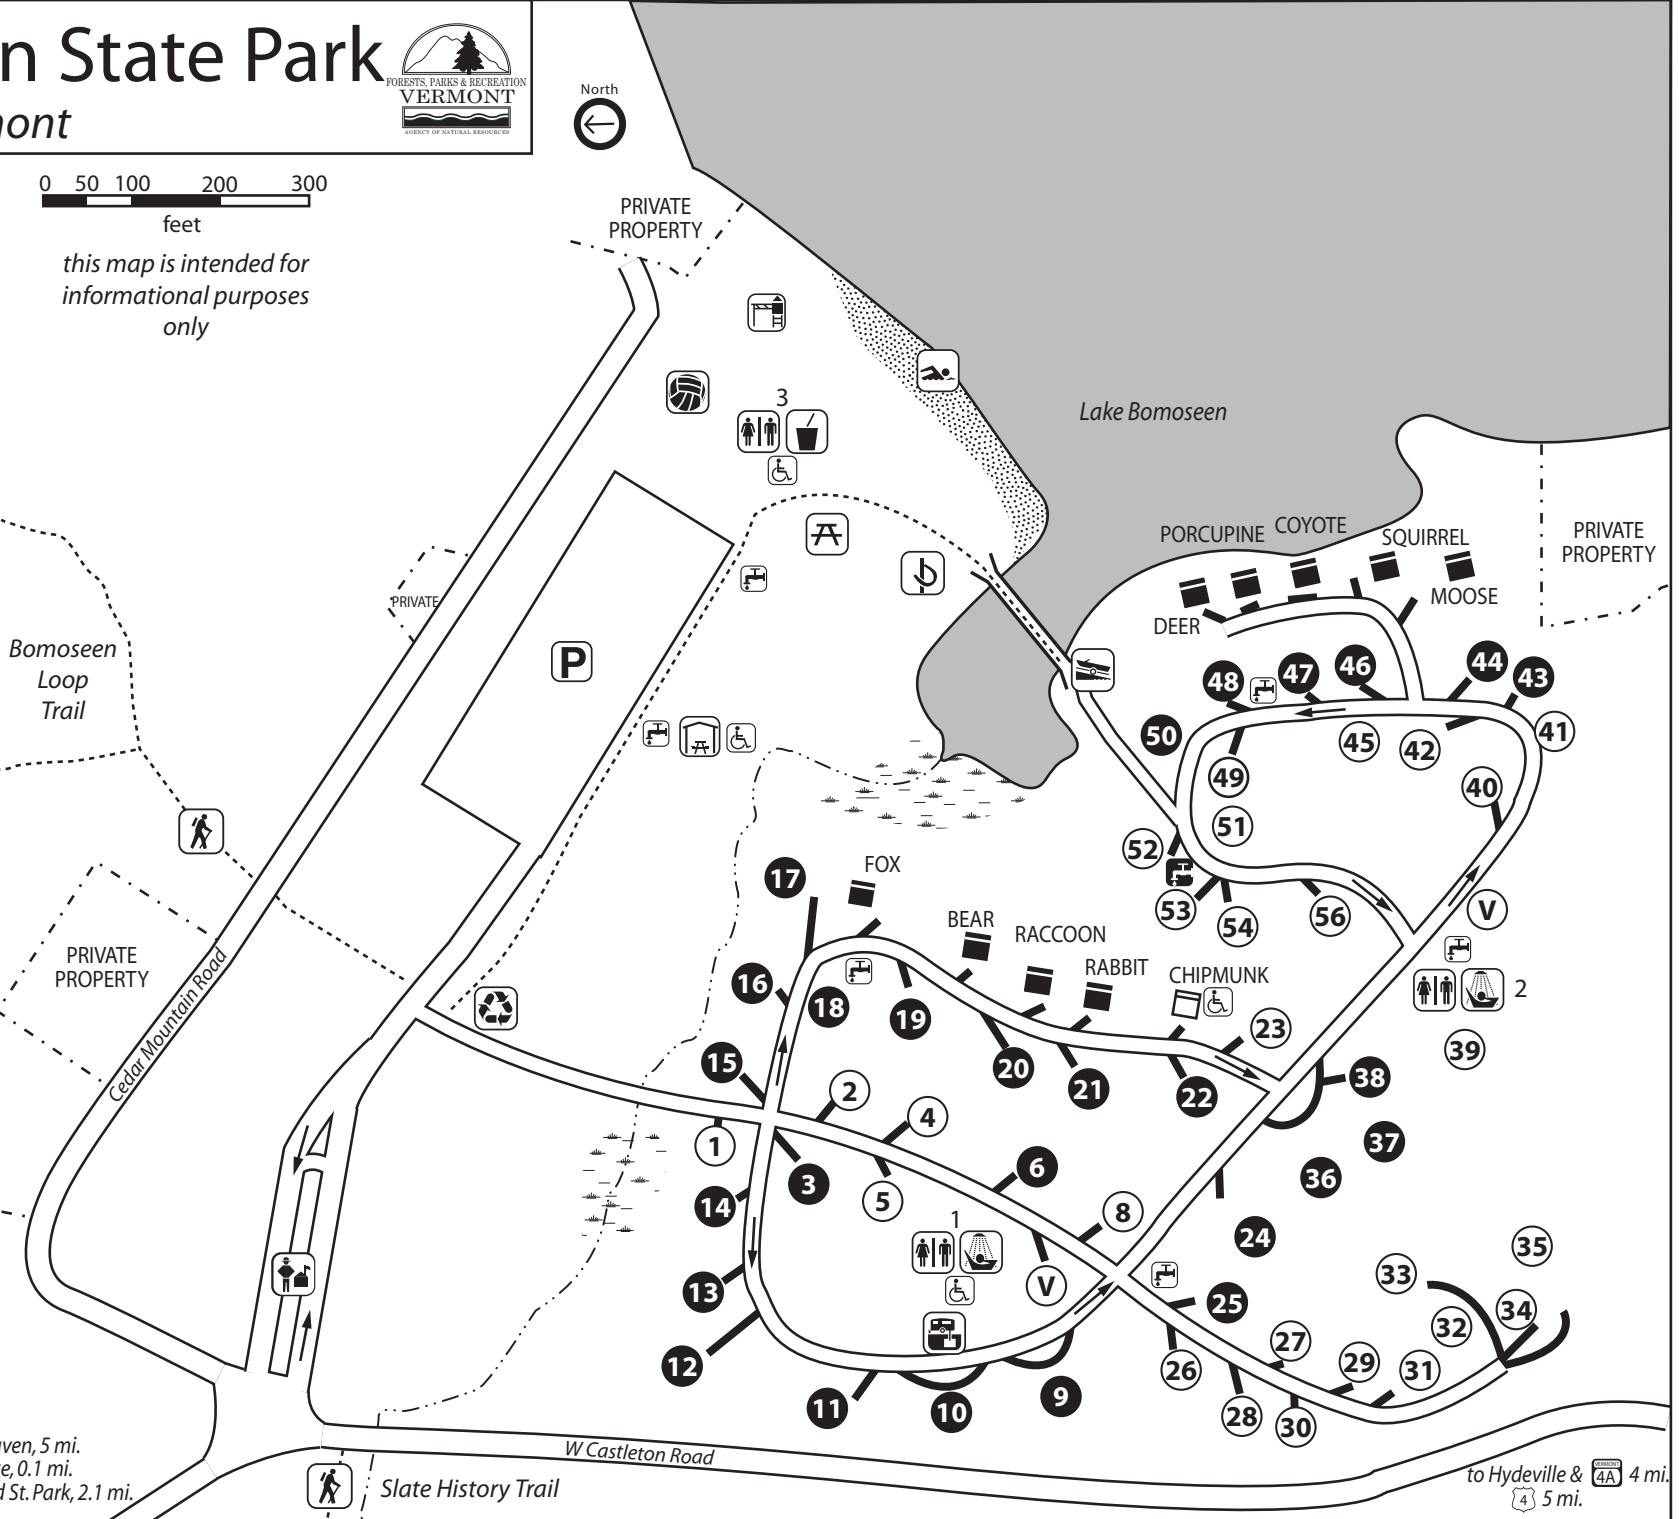 n State Park
mont
FORESTS, PARKS & RECREATION
VERMONT
AGENCY OF NATURAL RESOURCES
North
0 50 100 200 300
feet
this map is intended for
informational purposes
only
PRIVATE
PROPERTY
3
Lake Bomoseen
PORCUPINE
COYOTE
SQUIRREL
MOOSE
DEER
PRIVATE
PROPERTY
PRIVATE
Bomoseen
Loop
Trail
P
48
47
46
44
43
50
45
42
41
49
40
51
52
53
54
56
V
17
FOX
BEAR
RACCOON
RABBIT
CHIPMUNK
2
PRIVATE
PROPERTY
Cedar Mountain Road
16
18
19
20
21
22
23
39
38
37
36
15
2
4
1
3
5
6
8
14
13
12
11
10
9
1
V
24
25
26
27
28
29
30
31
32
33
34
35
W Castleton Road
Slate History Trail
ven, 5 mi.
e, 0.1 mi.
d St. Park, 2.1 mi.
to Hydeville & VERMONT 4A 4 mi.
4 5 mi.